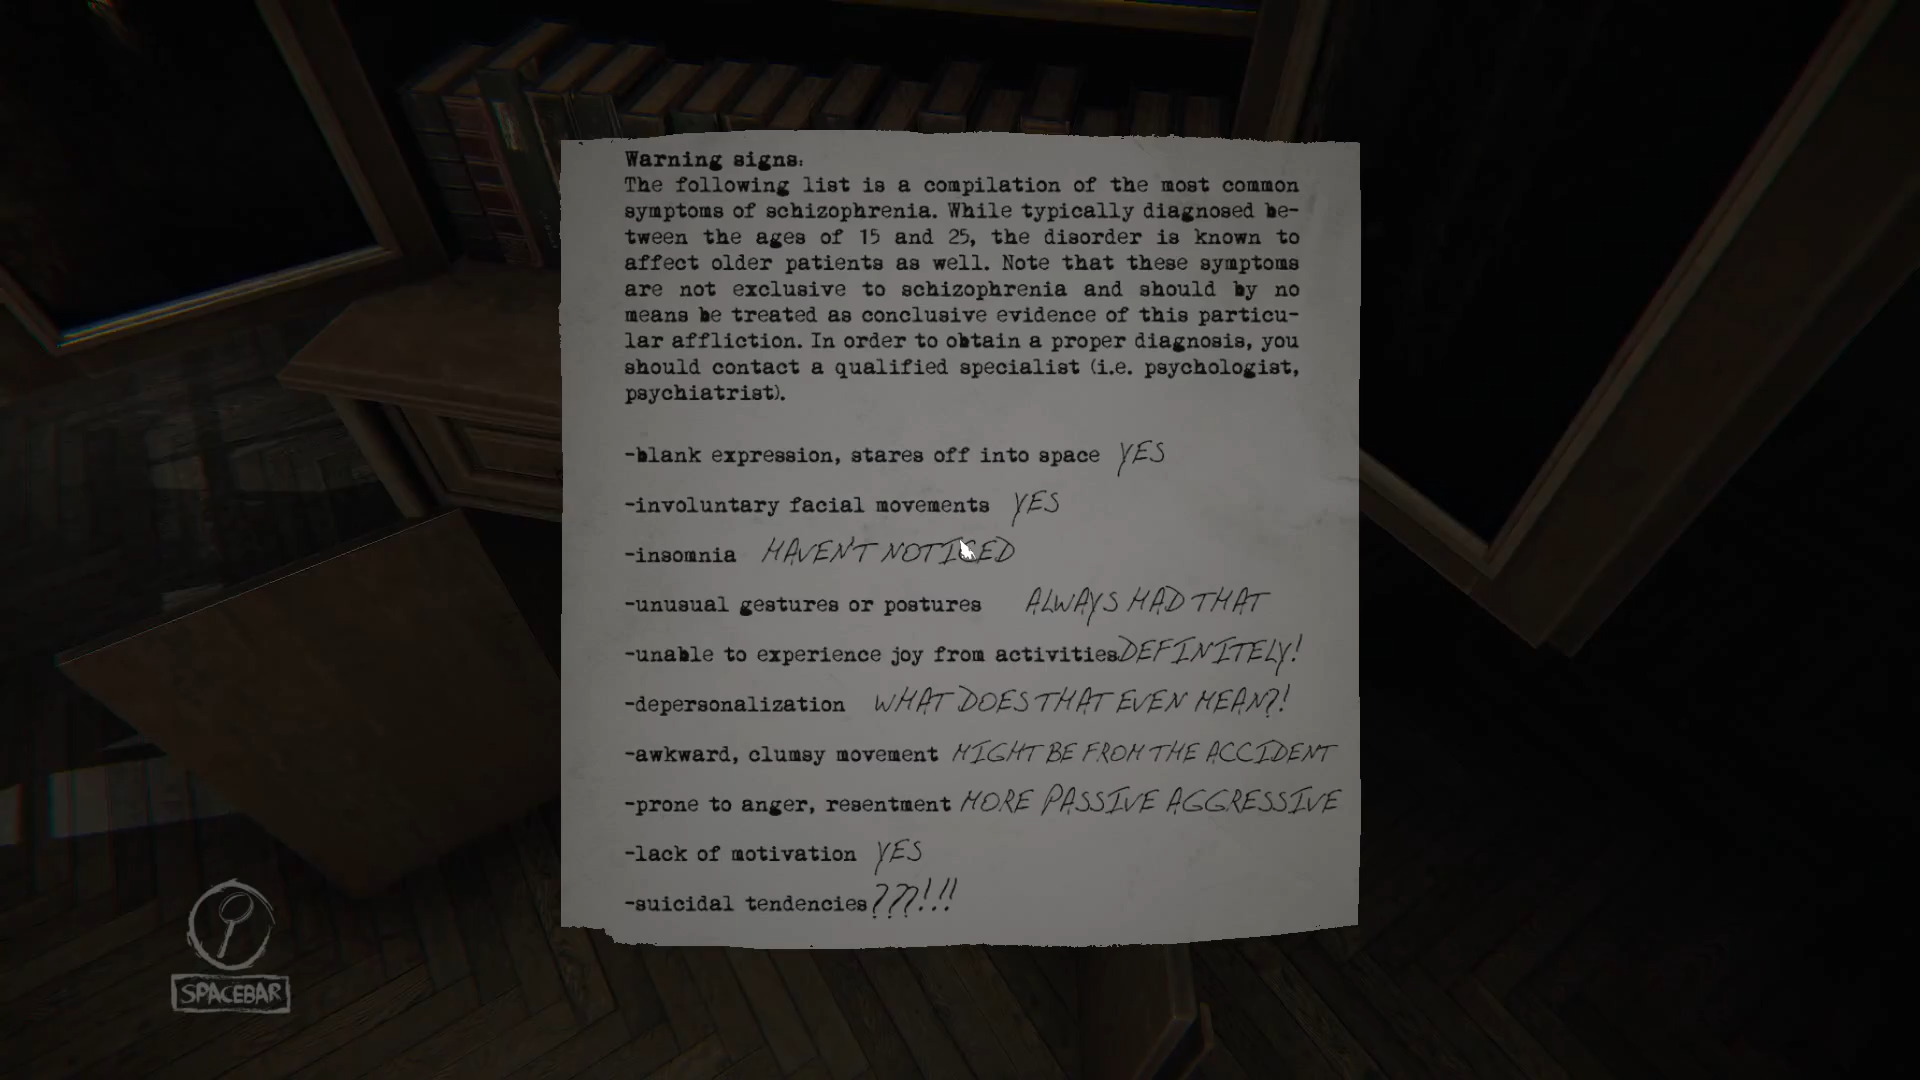 Warning signs:
The following list is a compilation of the most common
symptoms of schizophrenia. While typically diagnosed be-
tween the ages of 15 and 25, the disorder is known to
affect older patients as well. Note that these symptoms
are not exclusive to schizophrenia and should by no
means be treated as conclusive evidence of this particu-
lar affliction. In order to obtain a proper diagnosis, you
should contact a qualified specialist (i.e. psychologist,
psychiatrist).
-blank expression, stares off into space YES
-involuntary facial movements YES
-insomnia HAVEN'T NOTICED
-unusual gestures or postures ALWAYS HAD THAT
-unable to experience joy from activities DEFINITELY!
-depersonalization WHAT DOES THAT EVEN MEAN?!
-awkward, clumsy movement MIGHT BE FROM THE ACCIDENT
-prone to anger, resentment MORE PASSIVE AGGRESSIVE
-lack of motivation YES
-suicidal tendencies ???!!!
SPACEBAR